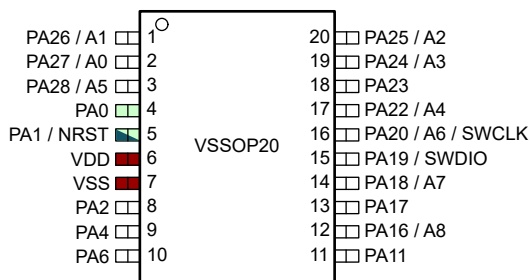 PA26 / A1 1 20 PA25 / A2
PA27 / A0 2 19 PA24 / A3
PA28 / A5 3 18 PA23
PA0 4 17 PA22 / A4
PA1 / NRST 5 16 PA20 / A6 / SWCLK
VSSOP20
VDD 6 15 PA19 / SWDIO
VSS 7 14 PA18 / A7
PA2 8 13 PA17
PA4 9 12 PA16 / A8
PA6 10 11 PA11